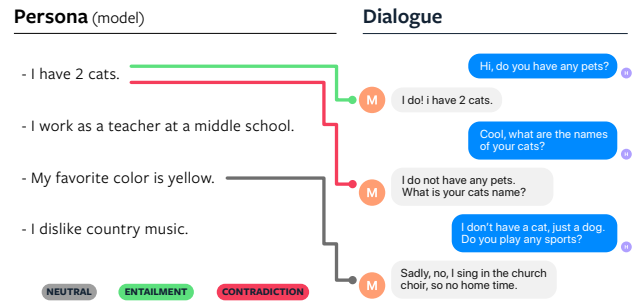 Persona (model)
- I have 2 cats.
- I work as a teacher at a middle school.
- My favorite color is yellow.
- I dislike country music.
NEUTRAL
ENTAILMENT
CONTRADICTION
Dialogue
Hi, do you have any pets?
H
M
I do! i have 2 cats.
Cool, what are the names
of your cats?
H
M
I do not have any pets.
What is your cats name?
I don't have a cat, just a dog.
Do you play any sports?
H
M
Sadly, no, I sing in the church
choir, so no home time.